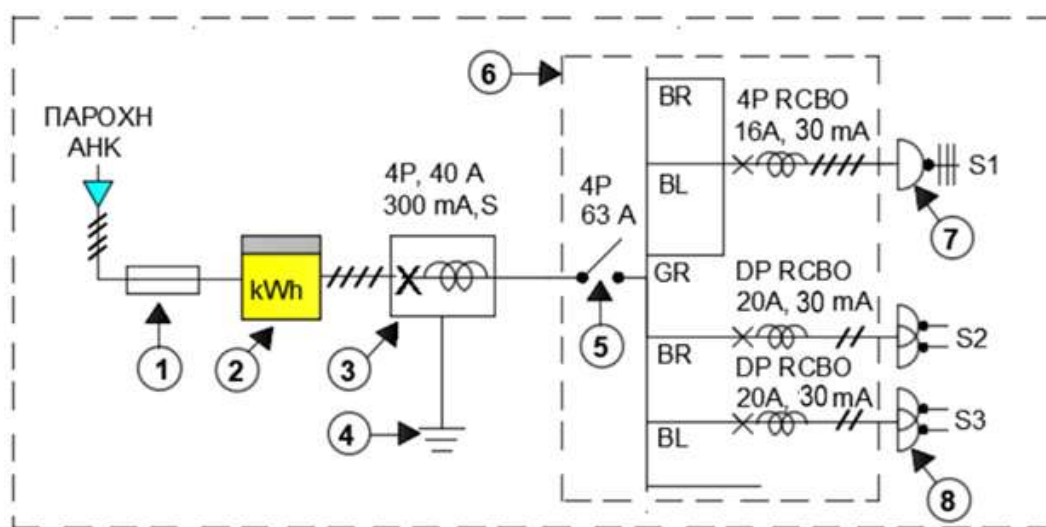 ΠΑΡΟΧΗ
ΑΗΚ
1
kWh
2
4P, 40 A
300 mA,S
3
4
6
4P
63 A
5
BR
BL
GR
BR
BL
4P RCBO
16A, 30 mA
S1
7
DP RCBO
20A, 30 mA
S2
DP RCBO
20A, 30 mA
S3
8